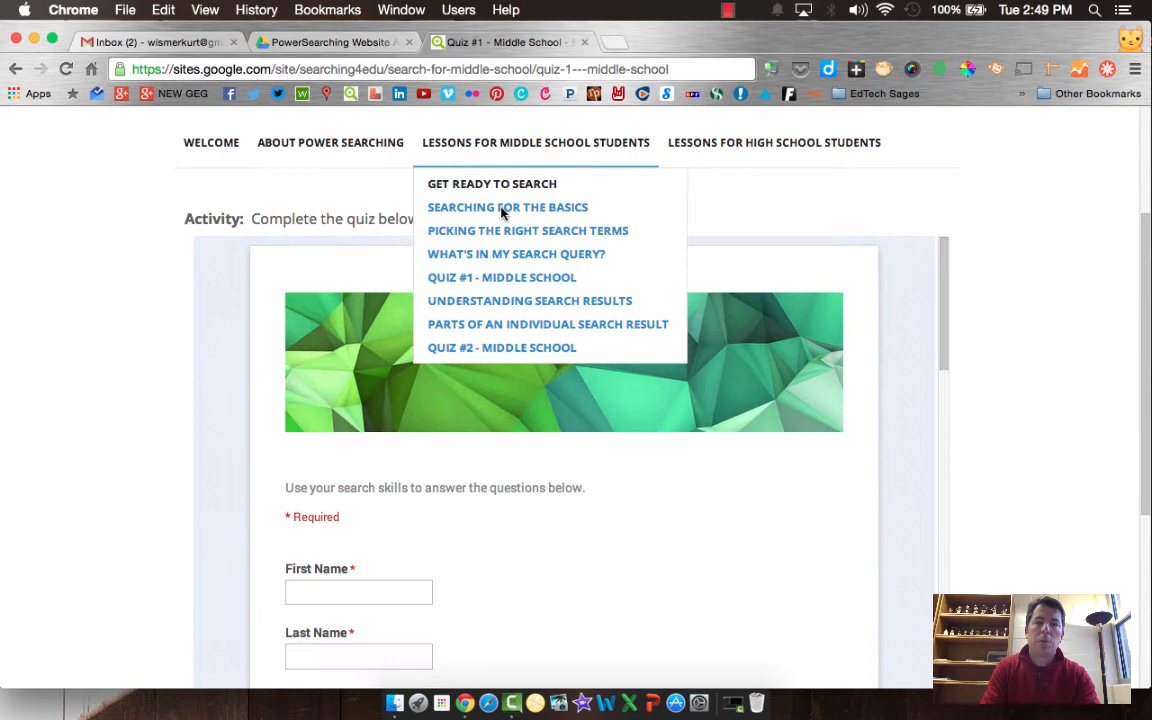 Chrome File Edit View History Bookmarks Window Users Help 100% Tue 2:49 PM
Inbox (2) - wismerkurt@gm PowerSearching Website A Quiz #1 - Middle School -
https://sites.google.com/site/searching4edu/search-for-middle-school/quiz-1---middle-school
Apps NEW GEG EdTech Sages » Other Bookmarks
WELCOME ABOUT POWER SEARCHING LESSONS FOR MIDDLE SCHOOL STUDENTS LESSONS FOR HIGH SCHOOL STUDENTS
GET READY TO SEARCH
SEARCHING FOR THE BASICS
Activity: Complete the quiz below
PICKING THE RIGHT SEARCH TERMS
WHAT'S IN MY SEARCH QUERY?
QUIZ #1 - MIDDLE SCHOOL
UNDERSTANDING SEARCH RESULTS
PARTS OF AN INDIVIDUAL SEARCH RESULT
QUIZ #2 - MIDDLE SCHOOL
Use your search skills to answer the questions below.
* Required
First Name *
Last Name *